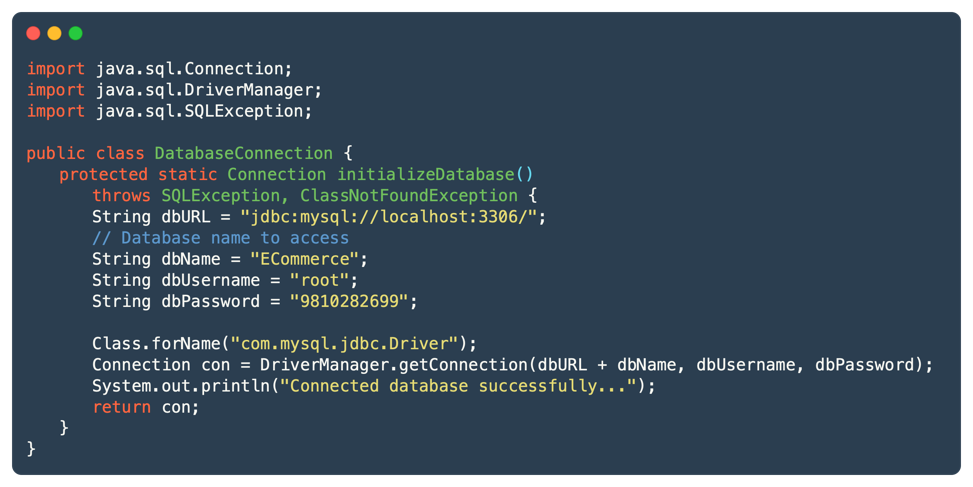 import java.sql.Connection;
import java.sql.DriverManager;
import java.sql.SQLException;

public class DatabaseConnection {
    protected static Connection initializeDatabase()
        throws SQLException, ClassNotFoundException {
        String dbURL = "jdbc:mysql://localhost:3306/";
        // Database name to access
        String dbName = "ECommerce";
        String dbUsername = "root";
        String dbPassword = "9810282699";

        Class.forName("com.mysql.jdbc.Driver");
        Connection con = DriverManager.getConnection(dbURL + dbName, dbUsername, dbPassword);
        System.out.println("Connected database successfully...");
        return con;
    }
}